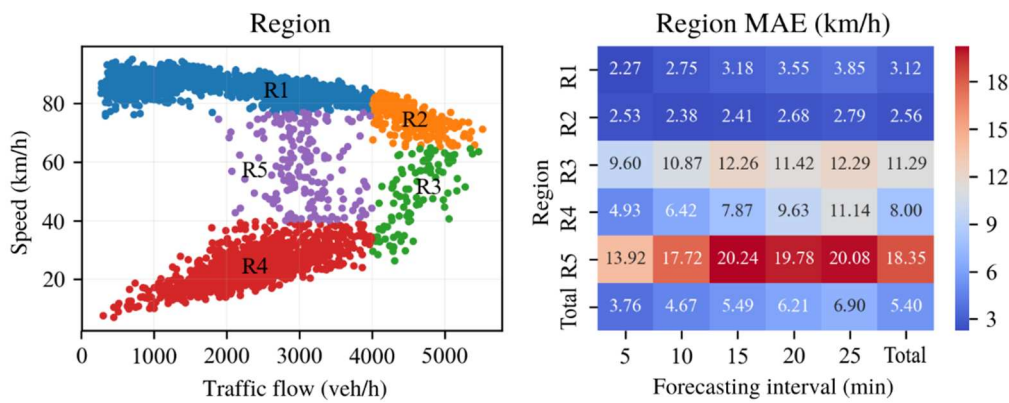 Region
Speed (km/h)
80
60
40
20
R1
R2
R5
R3
R4
0 1000 2000 3000 4000 5000
Traffic flow (veh/h)
Region MAE (km/h)
Region
R1 2.27 2.75 3.18 3.55 3.85 3.12
R2 2.53 2.38 2.41 2.68 2.79 2.56
R3 9.60 10.87 12.26 11.42 12.29 11.29
R4 4.93 6.42 7.87 9.63 11.14 8.00
R5 13.92 17.72 20.24 19.78 20.08 18.35
Total 3.76 4.67 5.49 6.21 6.90 5.40
5 10 15 20 25 Total
Forecasting interval (min)
18
15
12
9
6
3